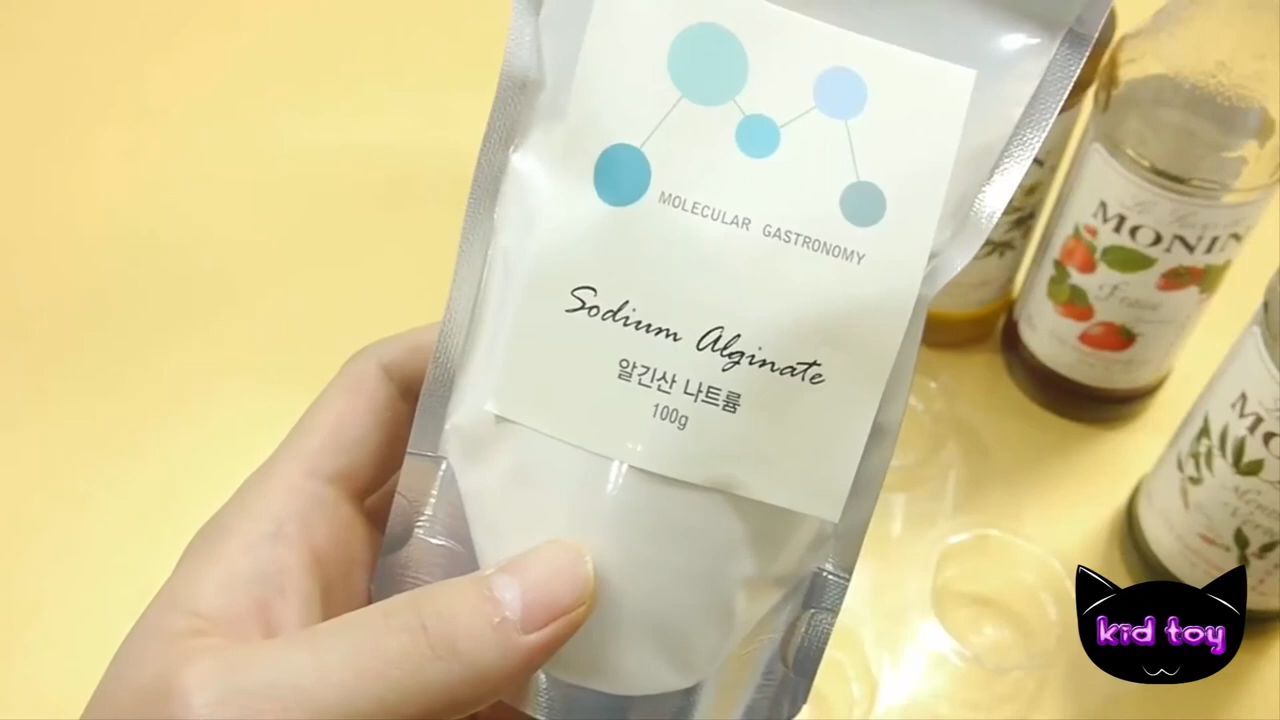 MOLECULAR GASTRONOMY
Sodium Alginate
알긴산 나트륨
100g
MONIN
kid toy